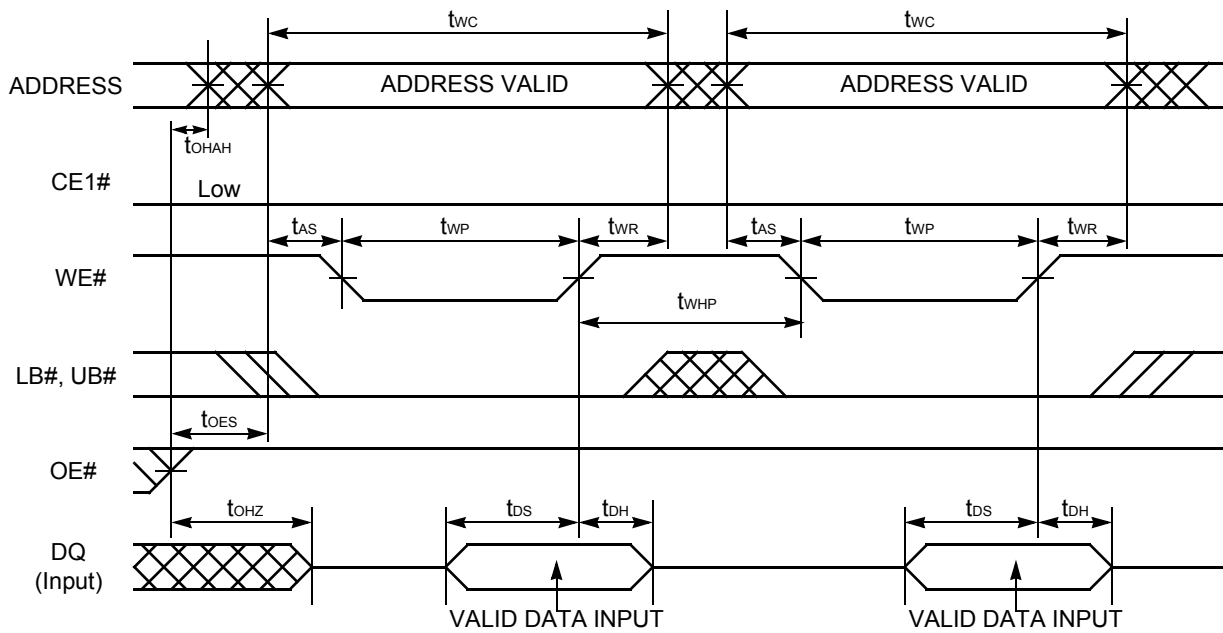 tWC tWC
ADDRESS ADDRESS VALID ADDRESS VALID
tOHAH
CE1# Low
tAS tWP tWR tAS tWP tWR
WE#
tWHP
LB#, UB#
tOES
OE#
tOHZ tDS tDH tDS tDH
DQ
(Input)
VALID DATA INPUT VALID DATA INPUT